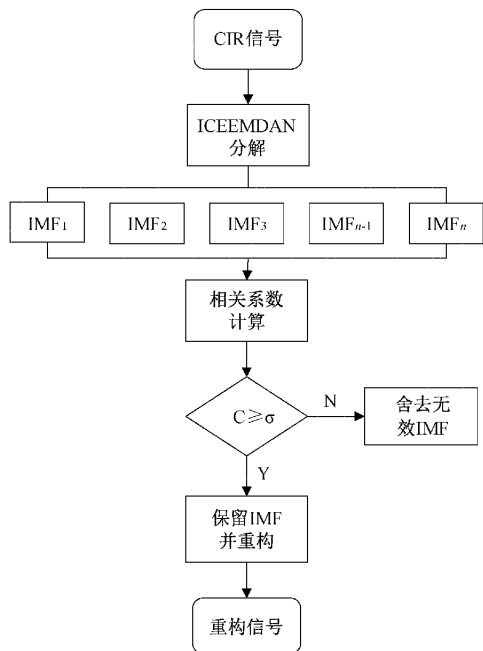 CIR信号
ICEEMDAN
分解
IMF1
IMF2
IMF3
IMFn-1
IMFn
相关系数
计算
C≥σ
N
舍去无
效IMF
Y
保留IMF
并重构
重构信号